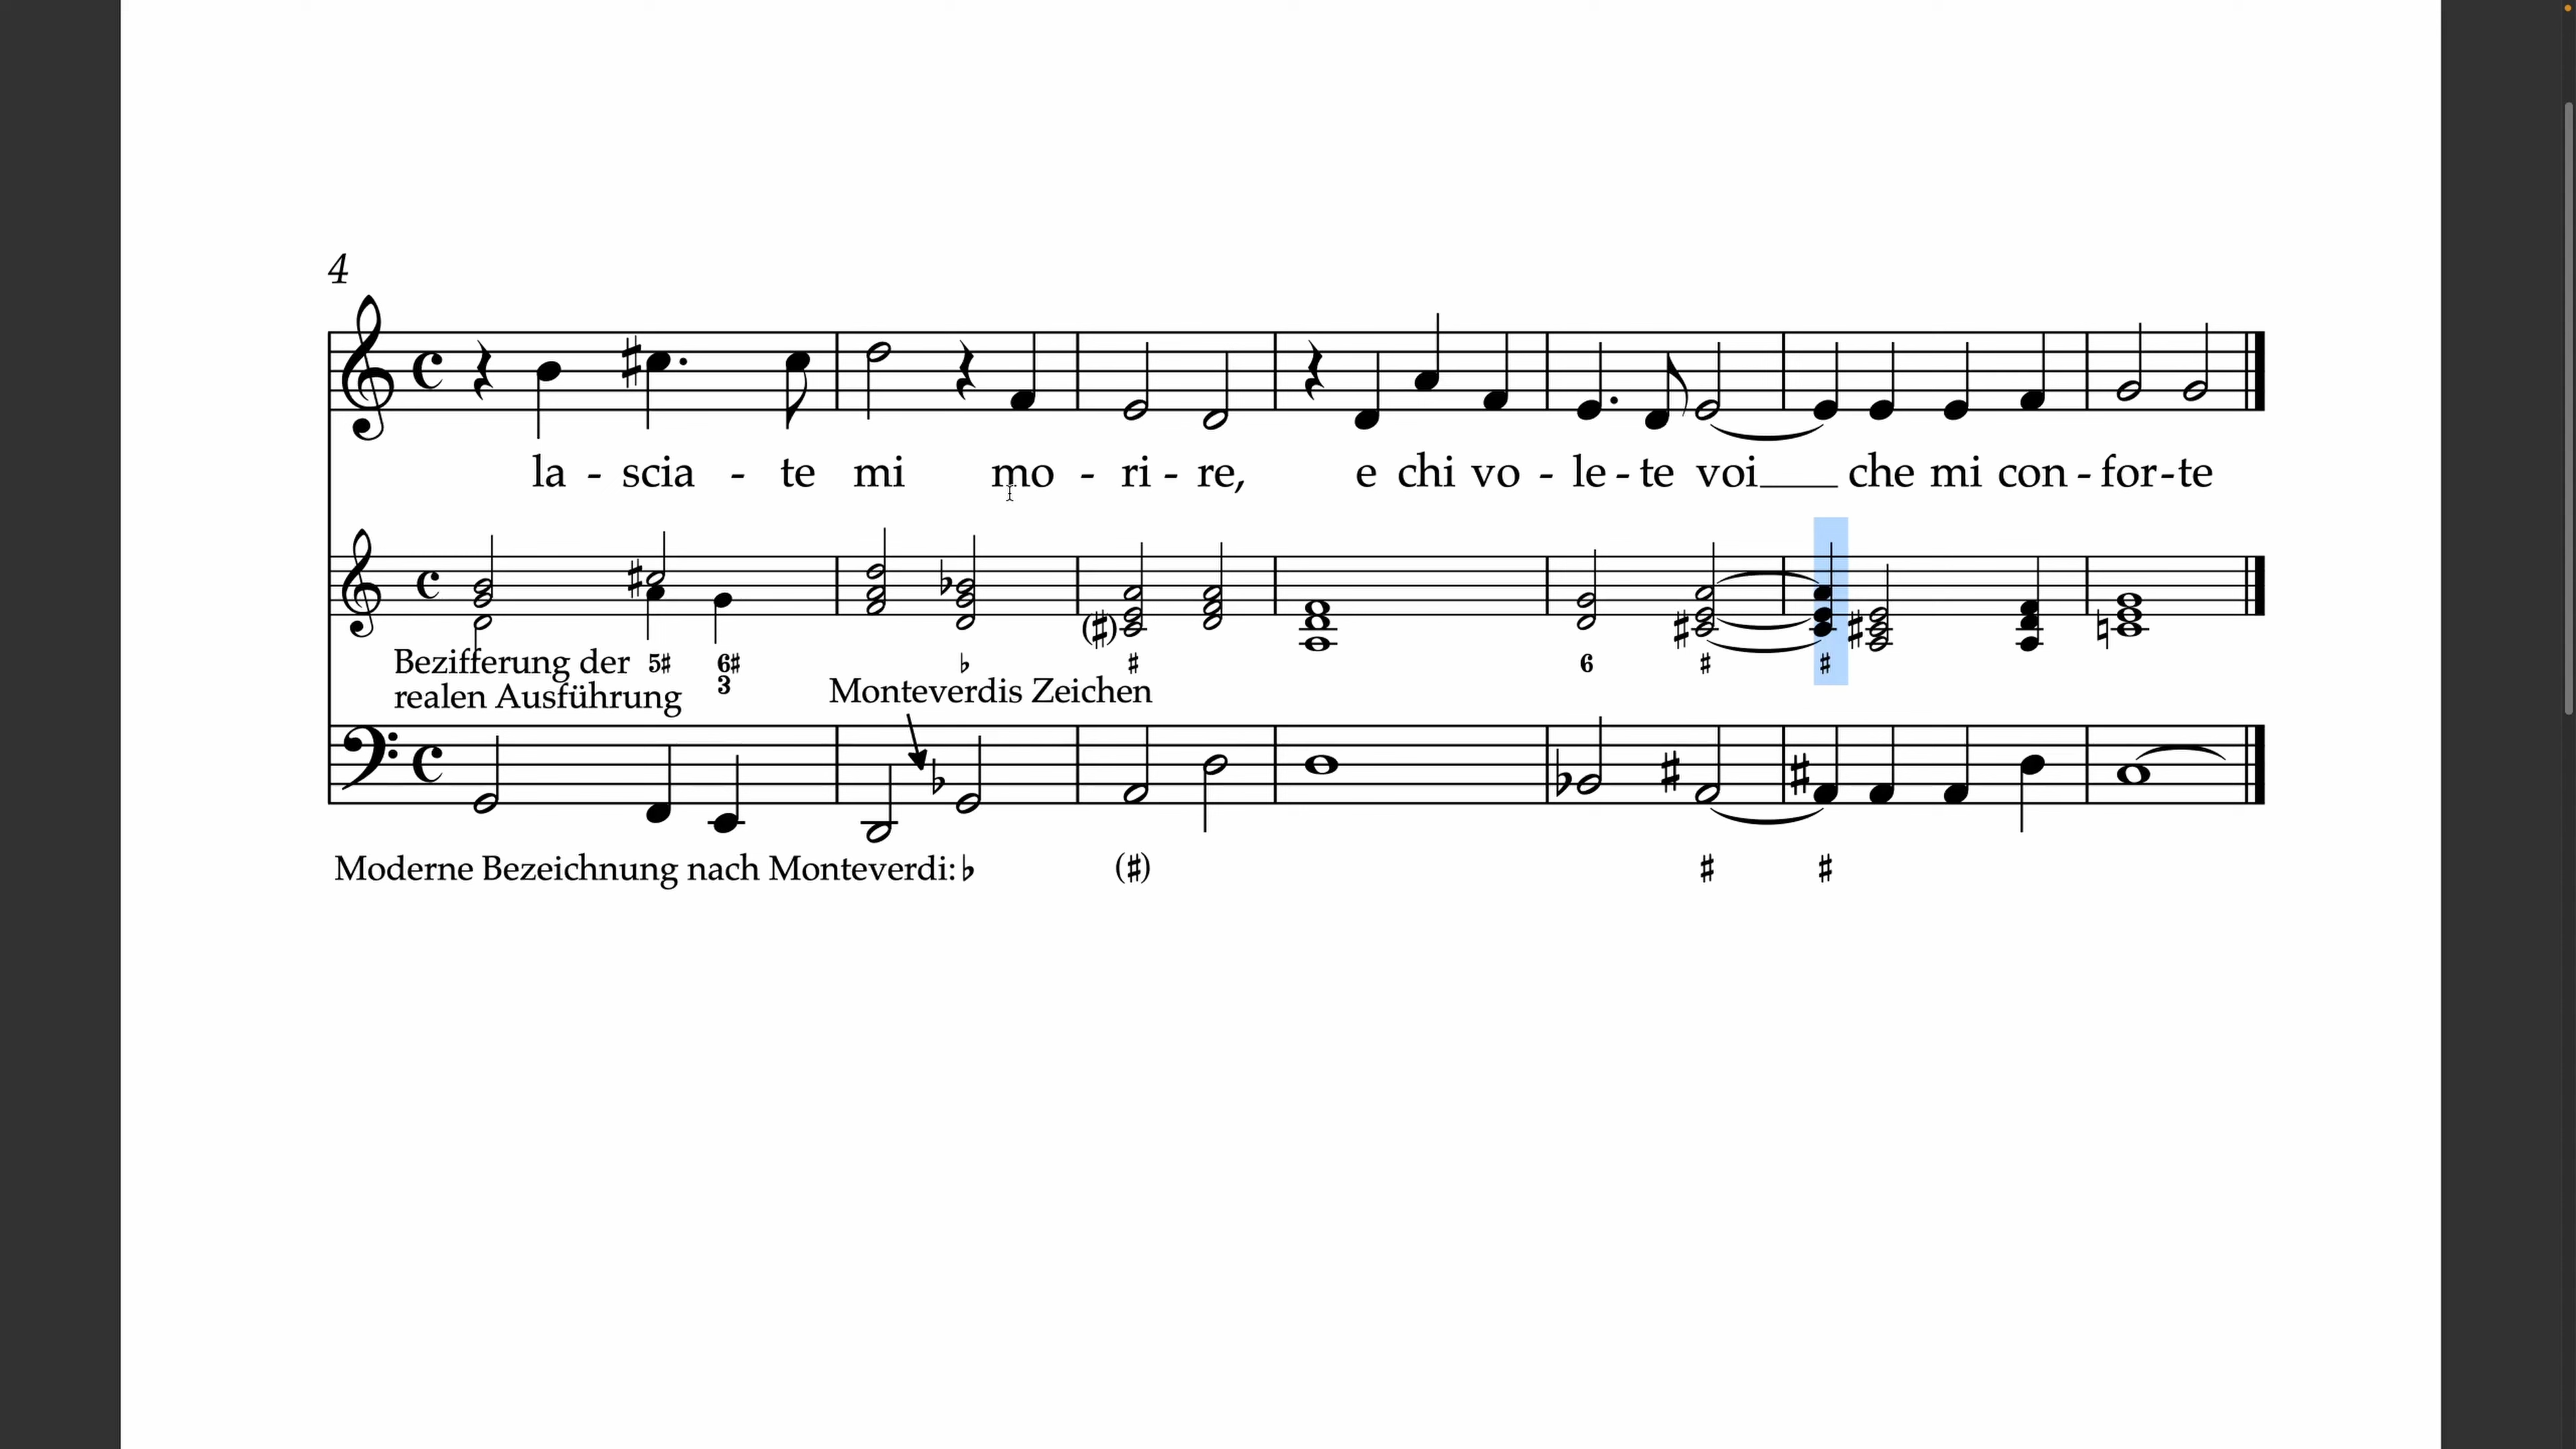 4
la - scia - te mi mo - ri - re, e chi vo - le - te voi___ che mi con - for - te
Bezifferung der 5♯ 6♯ ♭ ♯ 6 ♯ ♯
realen Ausführung 3
Monteverdis Zeichen
Moderne Bezeichnung nach Monteverdi: ♭ (♯) ♯ ♯